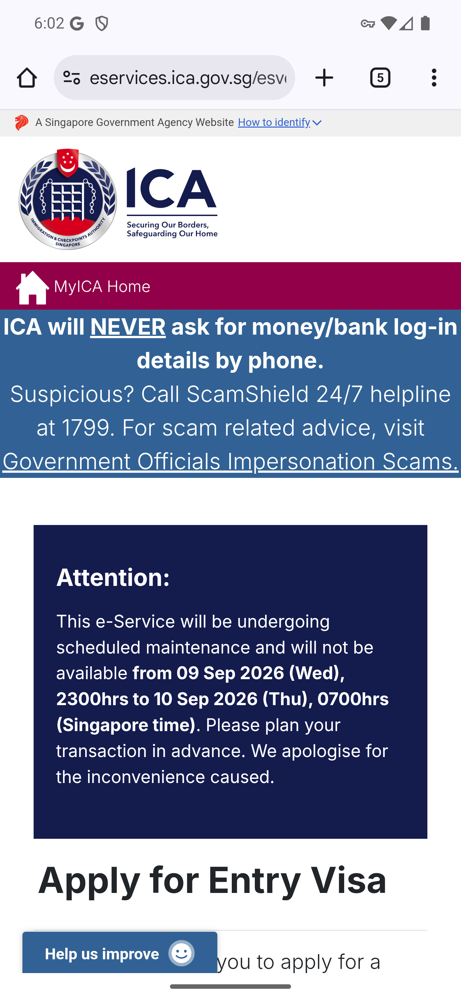 6:02
eservices.ica.gov.sg/esv
5
A Singapore Government Agency Website How to identify
IMMIGRATION & CHECKPOINTS AUTHORITY
SINGAPORE
ICA
Securing Our Borders,
Safeguarding Our Home
MyICA Home
ICA will NEVER ask for money/bank log-in
details by phone.
Suspicious? Call ScamShield 24/7 helpline
at 1799. For scam related advice, visit
Government Officials Impersonation Scams.
Attention:
This e-Service will be undergoing
scheduled maintenance and will not be
available from 09 Sep 2026 (Wed),
2300hrs to 10 Sep 2026 (Thu), 0700hrs
(Singapore time). Please plan your
transaction in advance. We apologise for
the inconvenience caused.
Apply for Entry Visa
Help us improve
you to apply for a